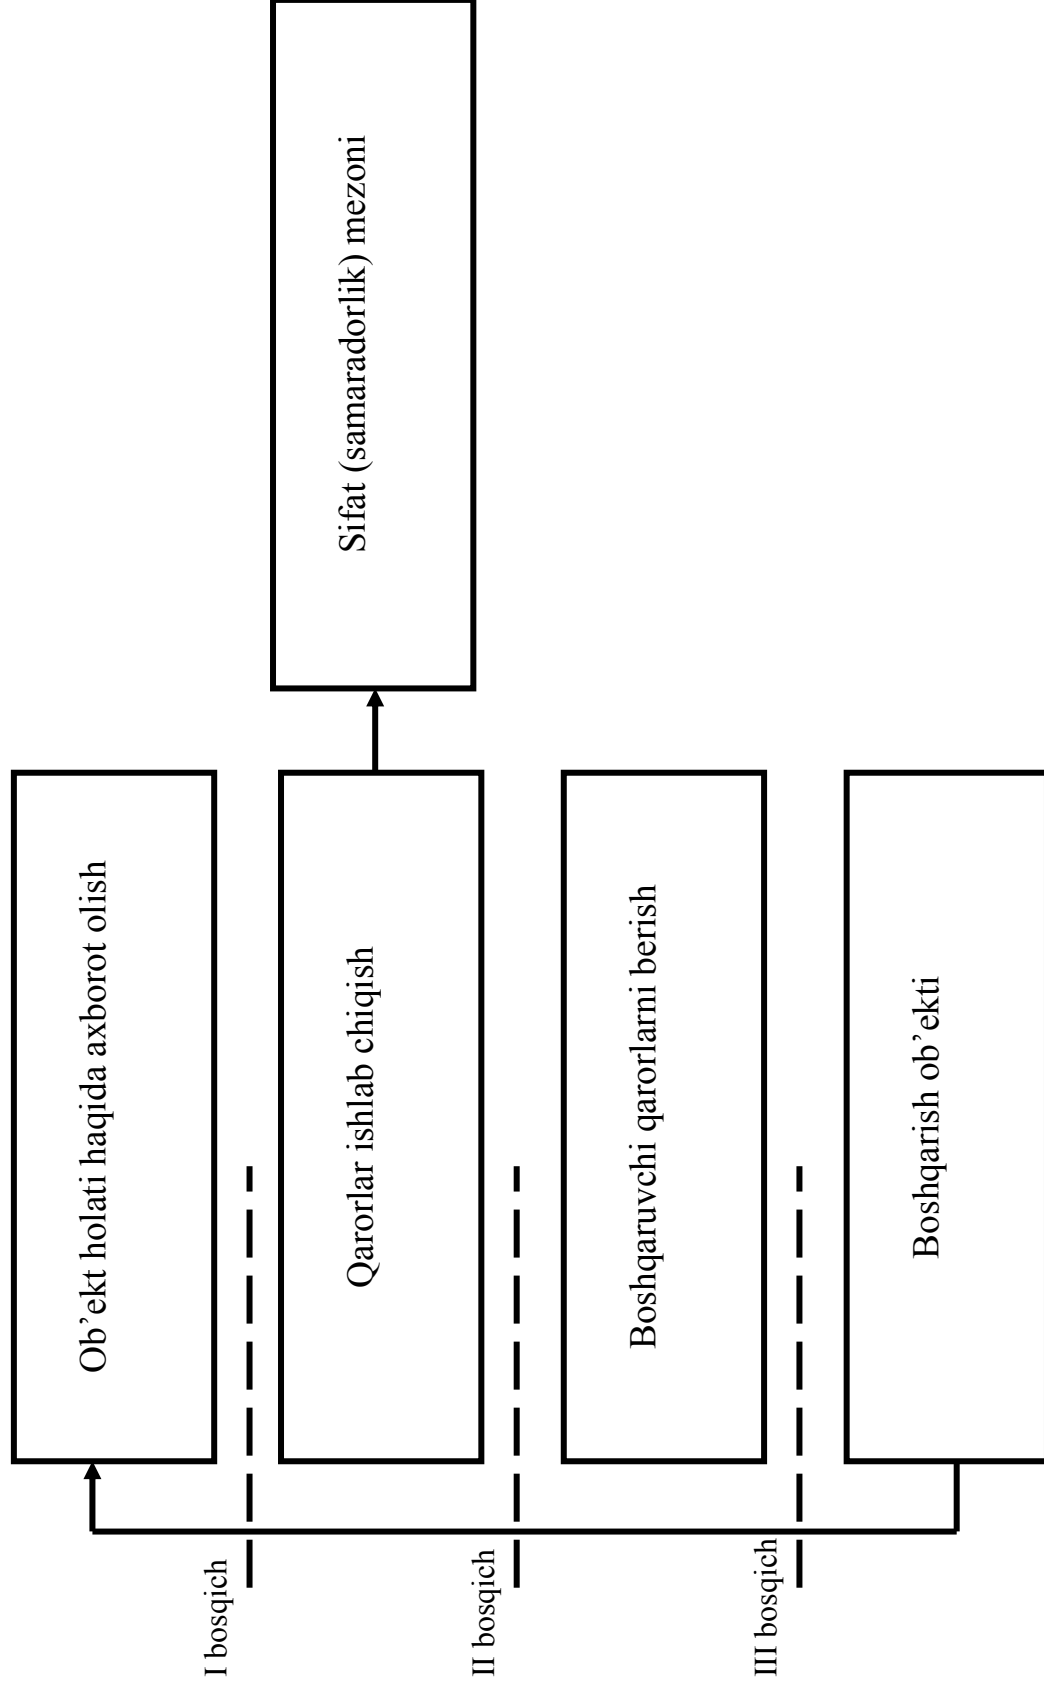 Ob’ekt holati haqida axborot olish
I bosqich
Qarorlar ishlab chiqish
Sifat (samaradorlik) mezoni
II bosqich
Boshqaruvchi qarorlarni berish
III bosqich
Boshqarish ob’ekti